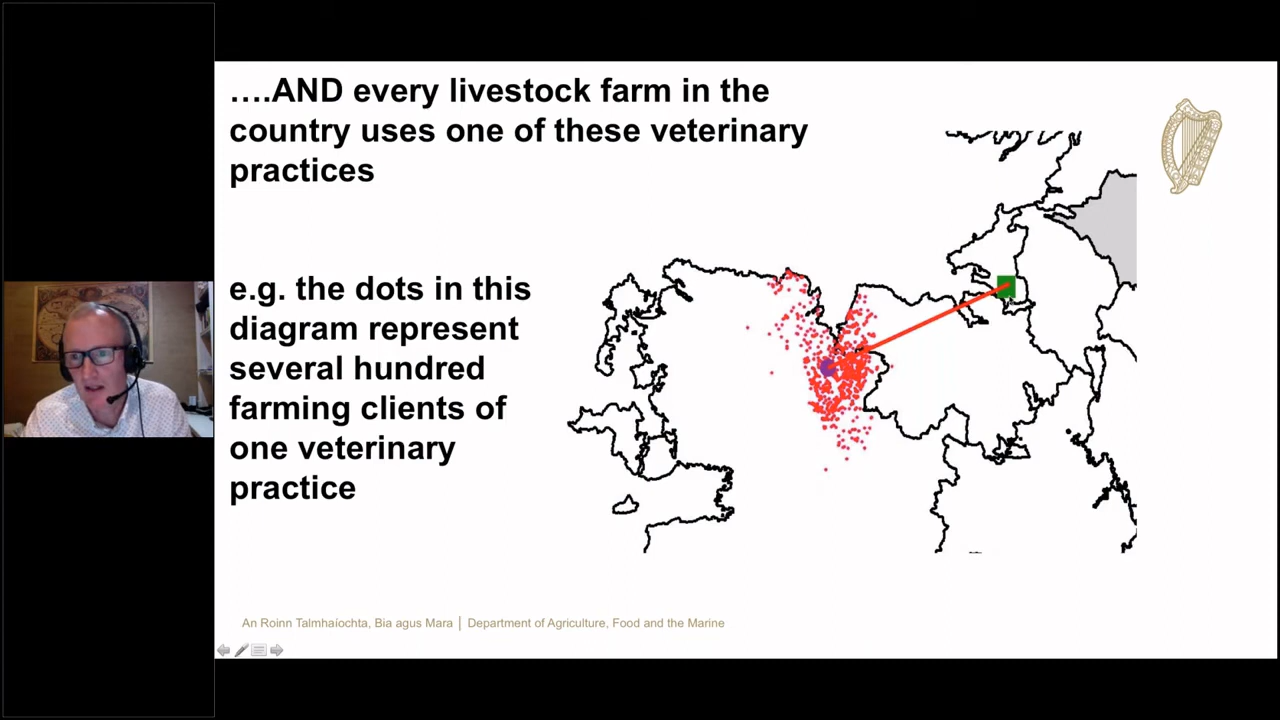 ….AND every livestock farm in the
country uses one of these veterinary
practices
e.g. the dots in this
diagram represent
several hundred
farming clients of
one veterinary
practice
An Roinn Talmhaíochta, Bia agus Mara | Department of Agriculture, Food and the Marine